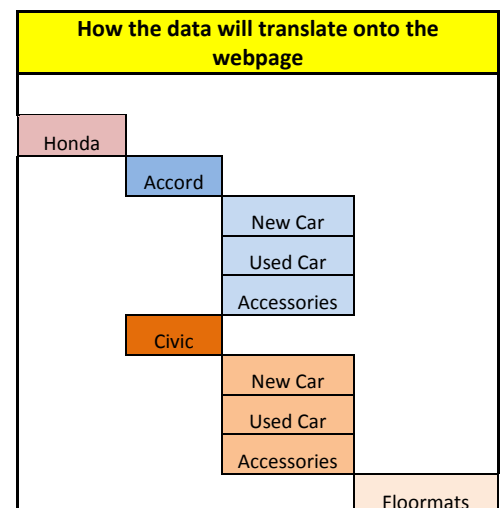 How the data will translate onto the
webpage
Honda
Accord
New Car
Used Car
Accessories
Civic
New Car
Used Car
Accessories
Floormats